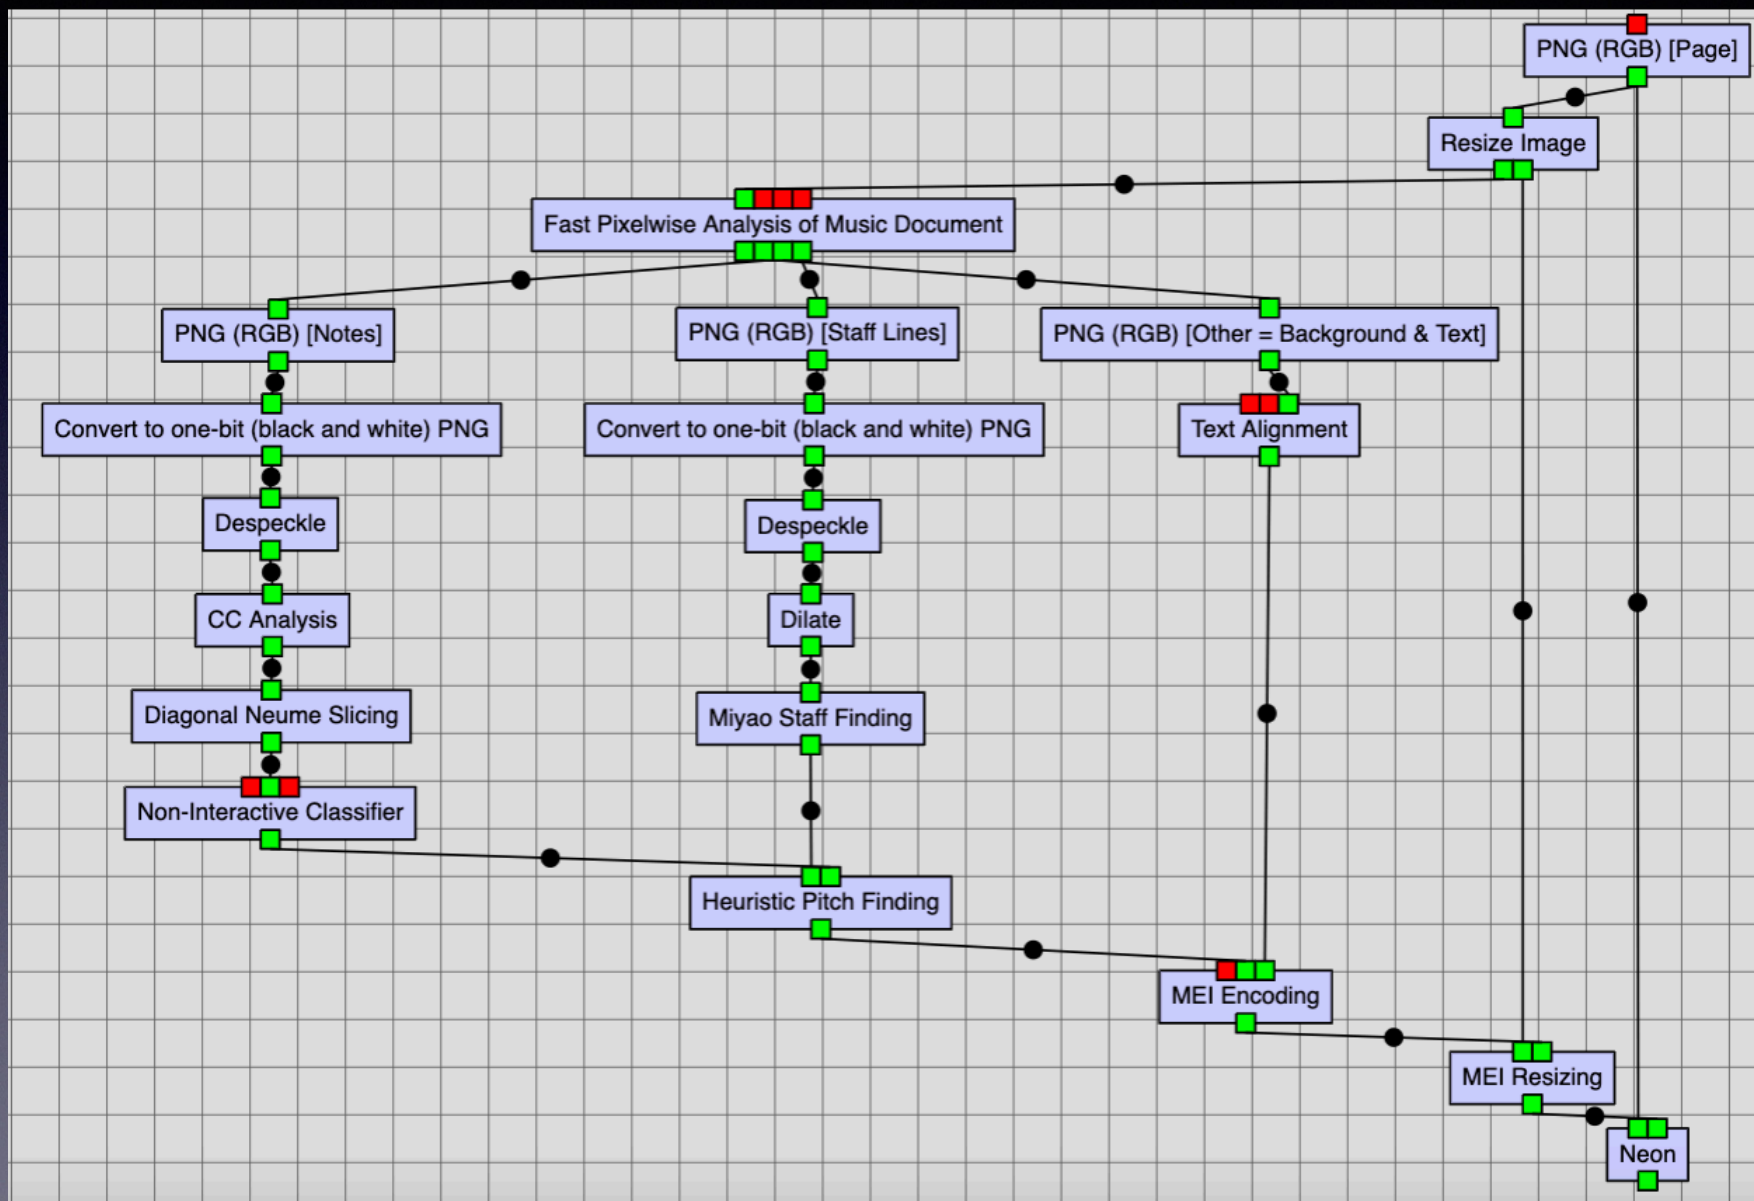 PNG (RGB) [Page]
Resize Image
Fast Pixelwise Analysis of Music Document
PNG (RGB) [Notes]
PNG (RGB) [Staff Lines]
PNG (RGB) [Other = Background & Text]
Convert to one-bit (black and white) PNG
Convert to one-bit (black and white) PNG
Text Alignment
Despeckle
Despeckle
CC Analysis
Dilate
Diagonal Neume Slicing
Miyao Staff Finding
Non-Interactive Classifier
Heuristic Pitch Finding
MEI Encoding
MEI Resizing
Neon